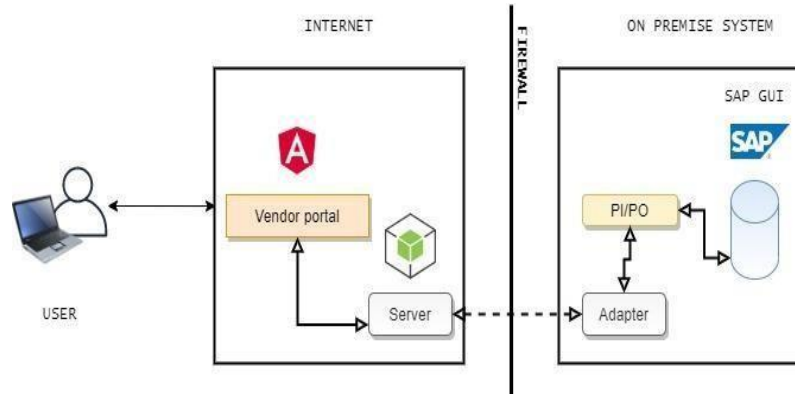 INTERNET
FIREWALL
ON PREMISE SYSTEM
SAP GUI
SAP
A
Vendor portal
PI/PO
USER
Server
Adapter